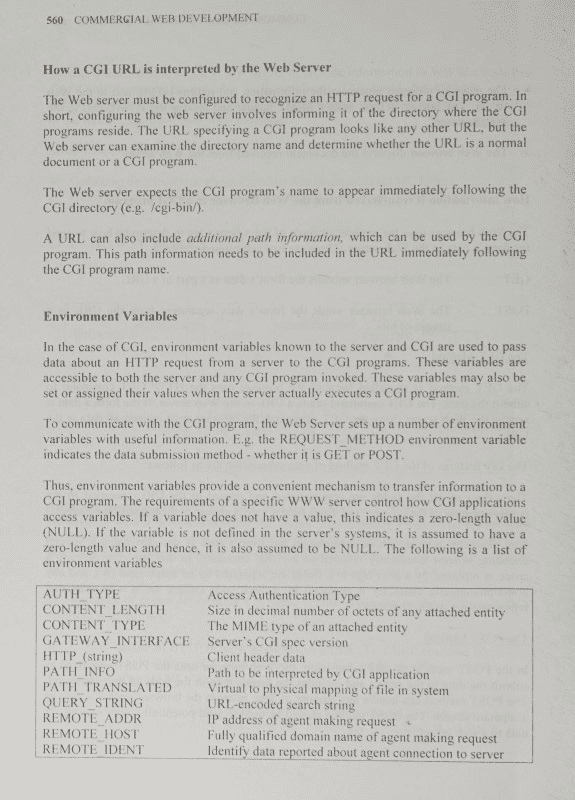 560 COMMERCIAL WEB DEVELOPMENT
How a CGI URL is interpreted by the Web Server
The Web server must be configured to recognize an HTTP request for a CGI program. In
short, configuring the web server involves informing it of the directory where the CGI
programs reside. The URL specifying a CGI program looks like any other URL, but the
Web server can examine the directory name and determine whether the URL is a normal
document or a CGI program.
The Web server expects the CGI program's name to appear immediately following the
CGI directory (e.g. /cgi-bin/).
A URL can also include additional path information, which can be used by the CGI
program. This path information needs to be included in the URL immediately following
the CGI program name.
Environment Variables
In the case of CGI, environment variables known to the server and CGI are used to pass
data about an HTTP request from a server to the CGI programs. These variables are
accessible to both the server and any CGI program invoked. These variables may also be
set or assigned their values when the server actually executes a CGI program.
To communicate with the CGI program, the Web Server sets up a number of environment
variables with useful information. E.g. the REQUEST_METHOD environment variable
indicates the data submission method - whether it is GET or POST.
Thus, environment variables provide a convenient mechanism to transfer information to a
CGI program. The requirements of a specific WWW server control how CGI applications
access variables. If a variable does not have a value, this indicates a zero-length value
(NULL). If the variable is not defined in the server's systems, it is assumed to have a
zero-length value and hence, it is also assumed to be NULL. The following is a list of
environment variables
AUTH_TYPE Access Authentication Type
CONTENT_LENGTH Size in decimal number of octets of any attached entity
CONTENT_TYPE The MIME type of an attached entity
GATEWAY_INTERFACE Server's CGI spec version
HTTP_(string) Client header data
PATH_INFO Path to be interpreted by CGI application
PATH_TRANSLATED Virtual to physical mapping of file in system
QUERY_STRING URL-encoded search string
REMOTE_ADDR IP address of agent making request
REMOTE_HOST Fully qualified domain name of agent making request
REMOTE_IDENT Identify data reported about agent connection to server